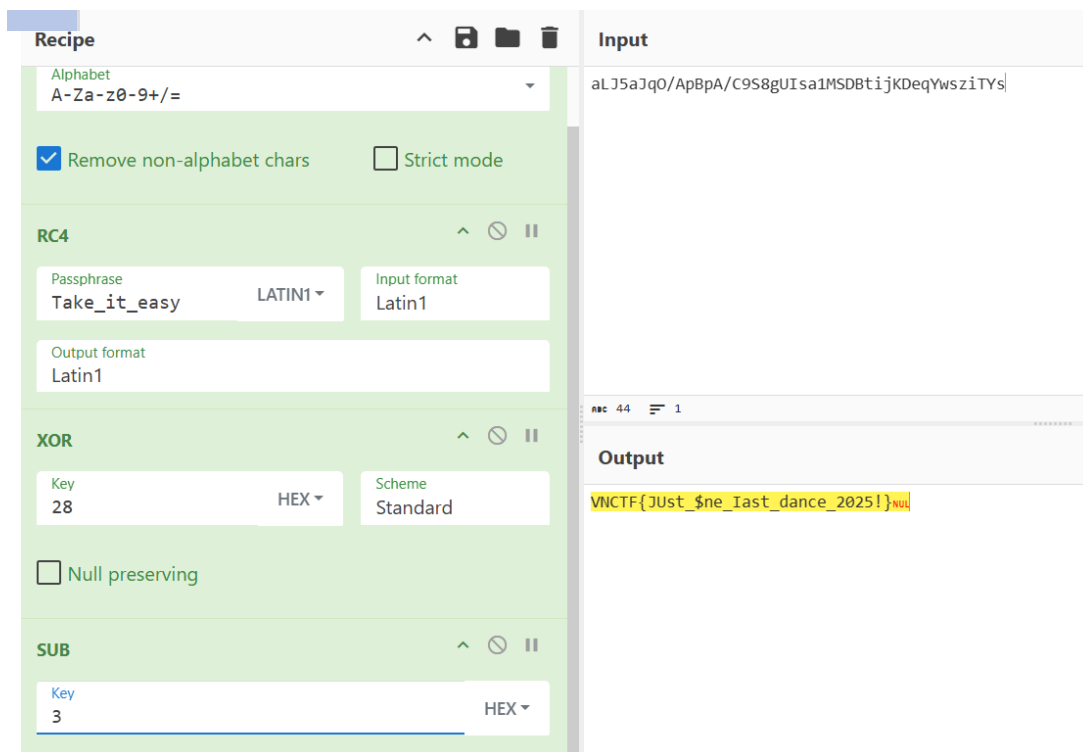 Recipe
Alphabet
A-Za-z0-9+/=
Remove non-alphabet chars
Strict mode
RC4
Passphrase
Take_it_easy
LATIN1
Input format
Latin1
Output format
Latin1
XOR
Key
28
HEX
Scheme
Standard
Null preserving
SUB
Key
3
HEX
Input
aLJ5aJqO/ApBpA/C9S8gUIsa1MSDBtijKDeqYwsziTYs
ABC 44 1
Output
VNCTF{JUst_$ne_Iast_dance_2025!}NUL